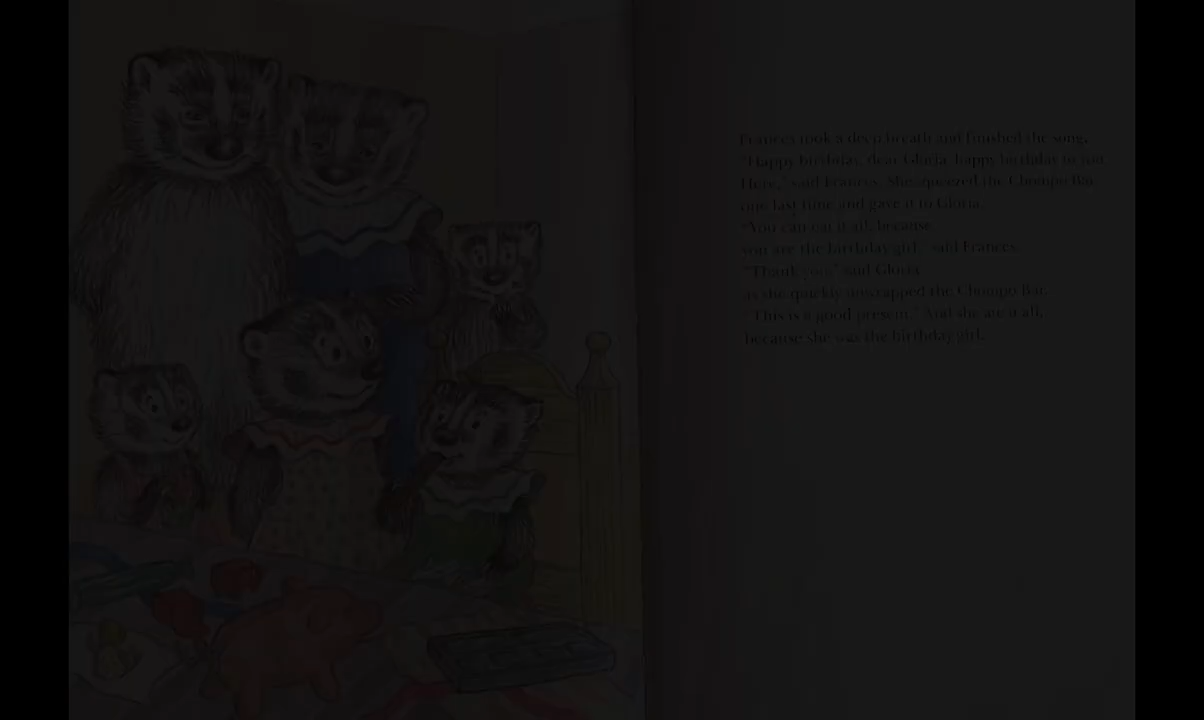 Frances took a deep breath and finished the song.
"Happy birthday, dear Gloria, happy birthday to you.
Here," said Frances. She squeezed the Chompo Bar
one last time and gave it to Gloria.
"You can eat it all, because
you are the birthday girl," said Frances.
"Thank you," said Gloria
as she quickly unwrapped the Chompo Bar.
"This is a good present." And she ate it all,
because she was the birthday girl.